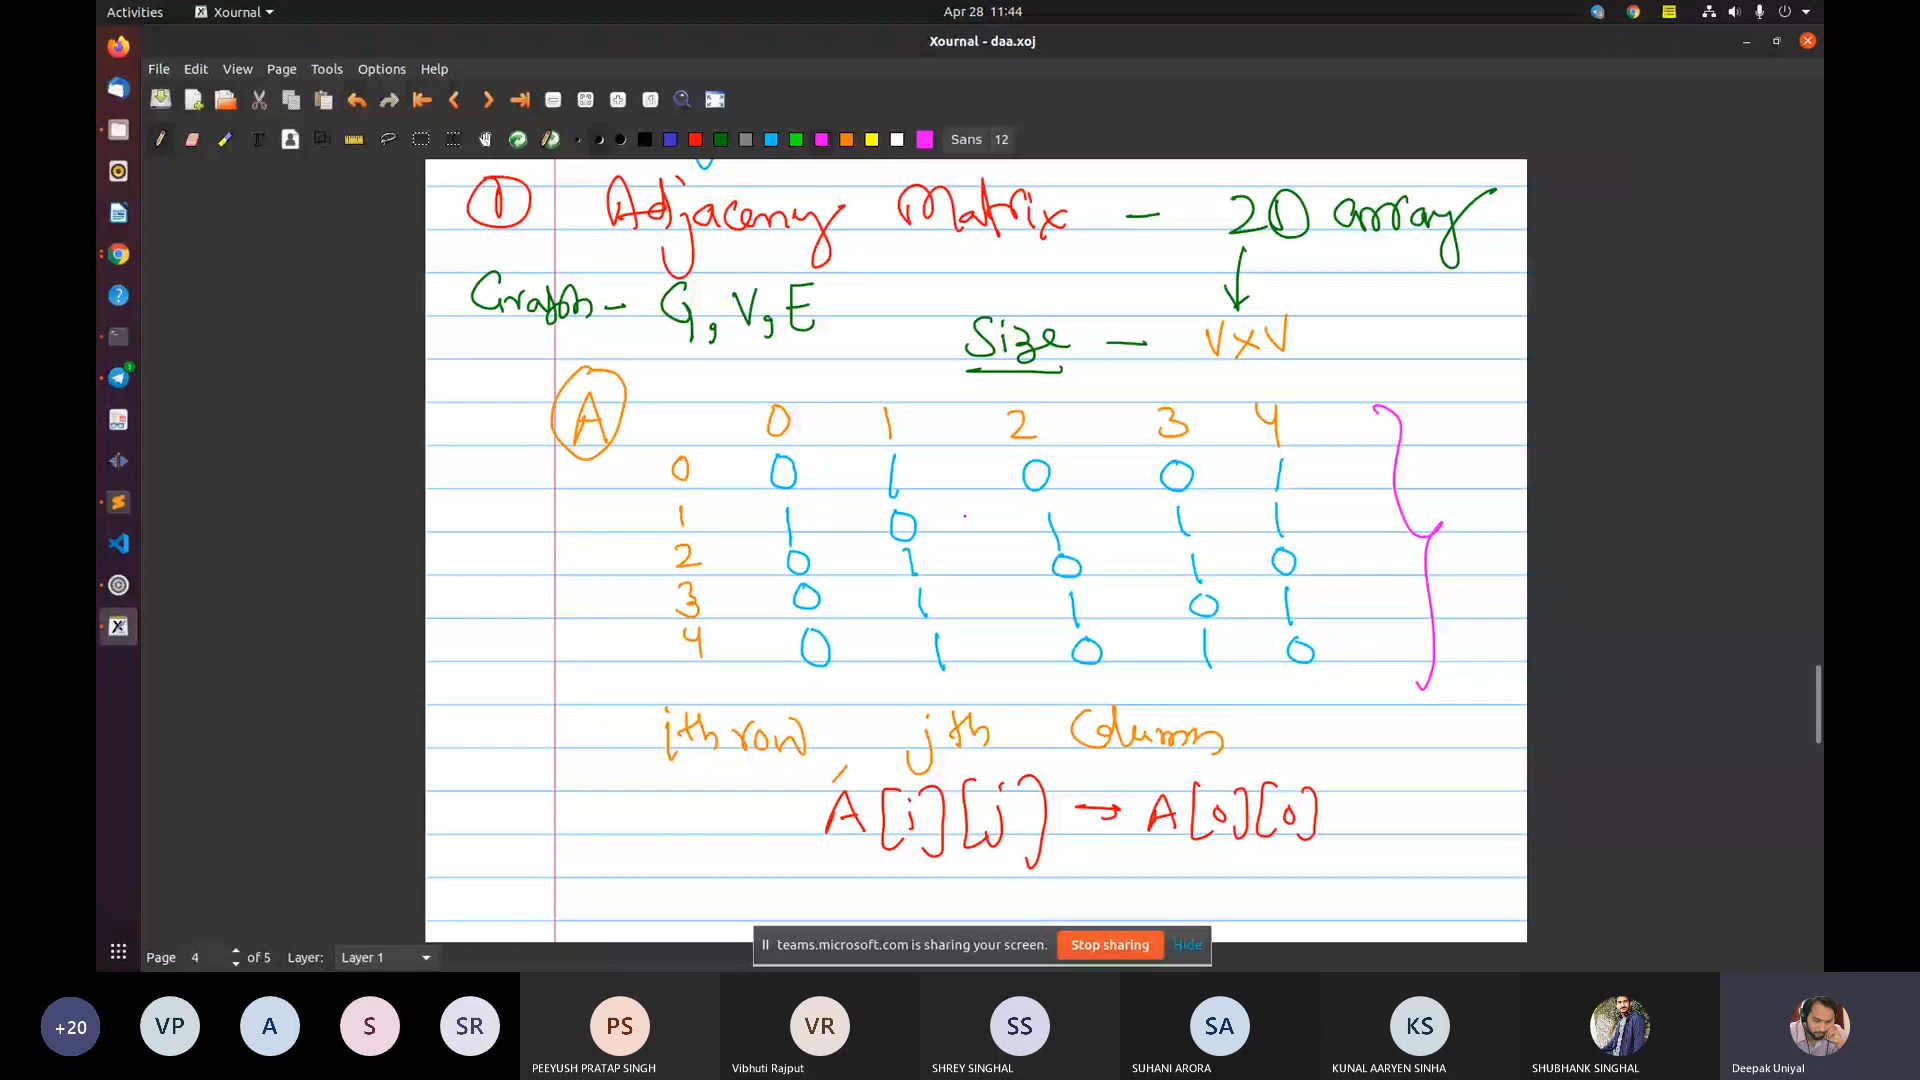 Activities Xournal Apr 28 11:44
Xournal - daa.xoj
File Edit View Page Tools Options Help
Sans 12
1 Adjaceny Matrix - 2D array
Graph - G, V, E
Size - V x V
A 0 1 2 3 4
0 0 1 0 0 1
1 1 0 1 1 1
2 0 1 0 1 0
3 0 1 1 0 1
4 0 1 0 1 0
ith row jth Column
A[i][j] → A[0][0]
teams.microsoft.com is sharing your screen. Stop sharing Hide
Page 4 of 5 Layer: Layer 1
+20 VP A S SR PS VR SS SA KS
PEEYUSH PRATAP SINGH Vibhuti Rajput SHREY SINGHAL SUHANI ARORA KUNAL AARYEN SINHA SHUBHANK SINGHAL Deepak Uniyal